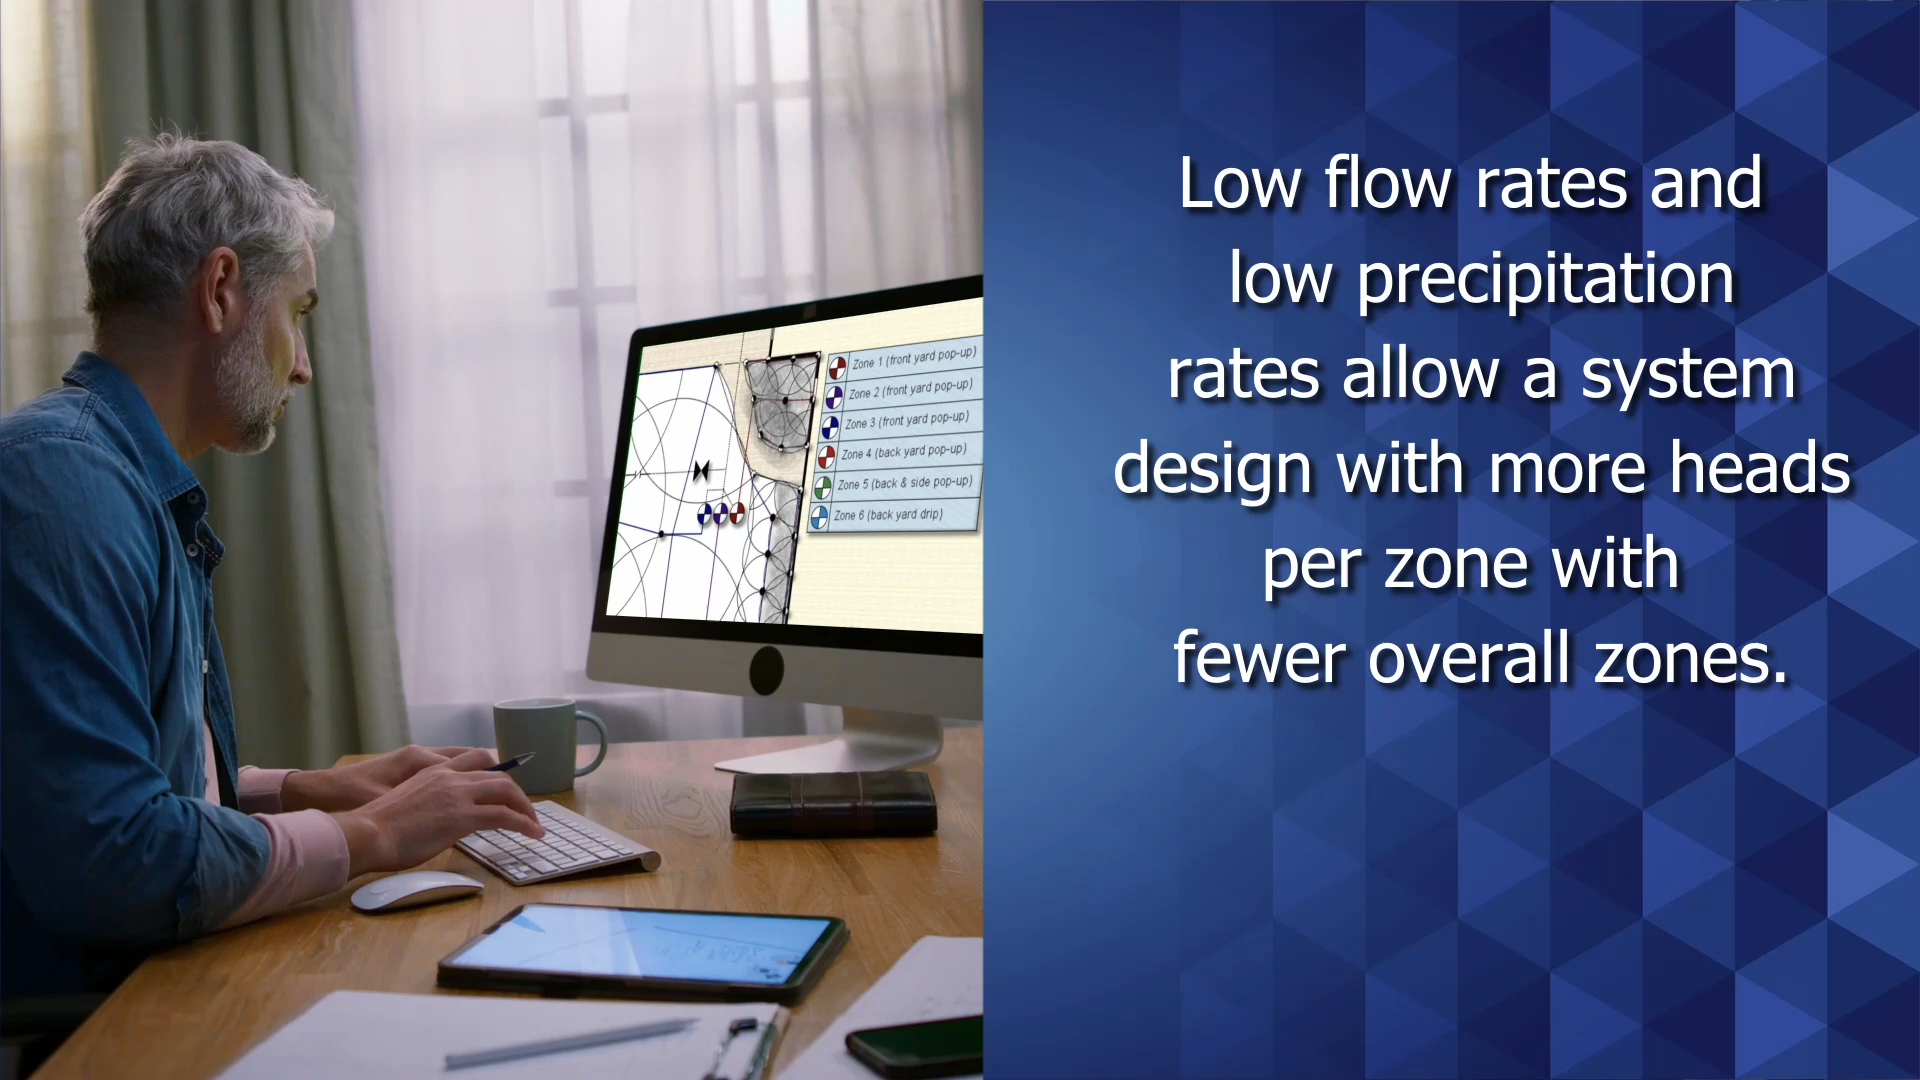 Low flow rates and
low precipitation
rates allow a system
design with more heads
per zone with
fewer overall zones.
Zone 1 (front yard pop-up)
Zone 2 (front yard pop-up)
Zone 3 (front yard pop-up)
Zone 4 (back yard pop-up)
Zone 5 (back & side pop-up)
Zone 6 (back yard drip)